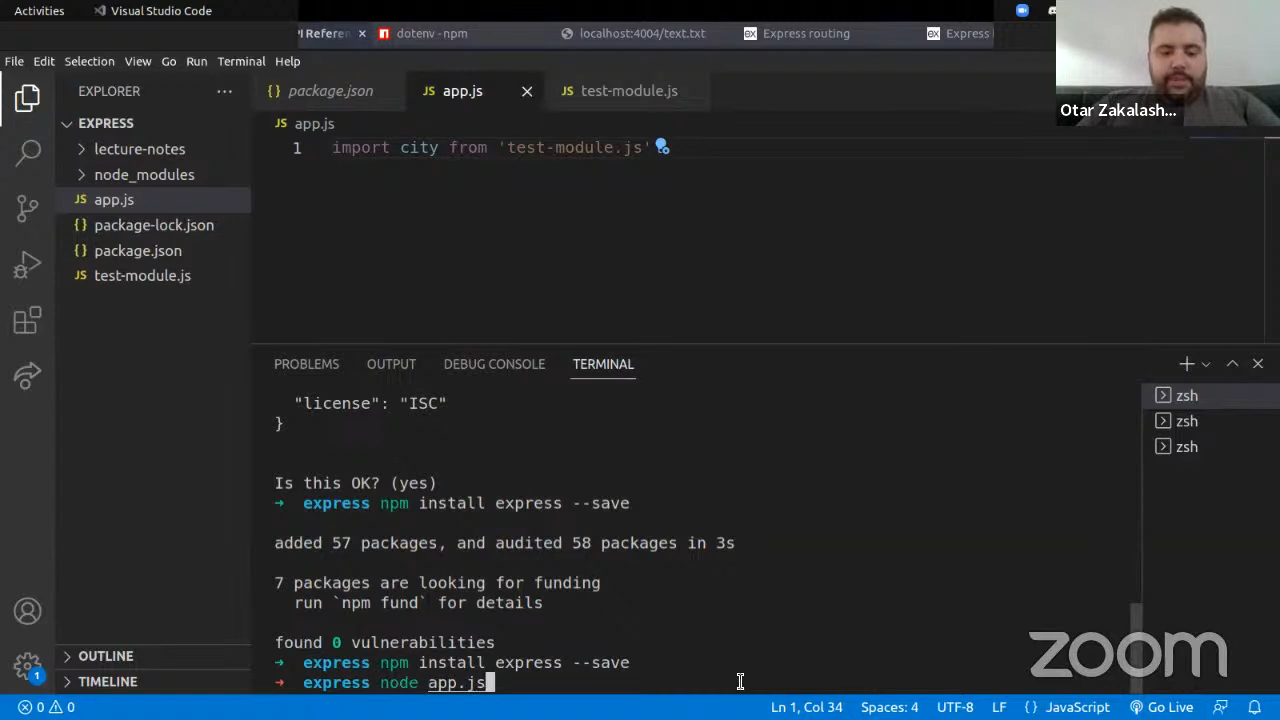 Activities
Visual Studio Code
I Referen
dotenv - npm
localhost:4004/text.txt
Express routing
Express
File Edit Selection View Go Run Terminal Help
Otar Zakalash...
EXPLORER
package.json
app.js
test-module.js
EXPRESS
lecture-notes
node_modules
app.js
package-lock.json
package.json
test-module.js
JS app.js
1 import city from 'test-module.js'
PROBLEMS OUTPUT DEBUG CONSOLE TERMINAL
zsh
zsh
zsh
"license": "ISC"
}
Is this OK? (yes)
→ express npm install express --save
added 57 packages, and audited 58 packages in 3s
7 packages are looking for funding
run `npm fund` for details
found 0 vulnerabilities
→ express npm install express --save
→ express node app.js
OUTLINE
TIMELINE
1
zoom
0 0
Ln 1, Col 34 Spaces: 4 UTF-8 LF {} JavaScript Go Live